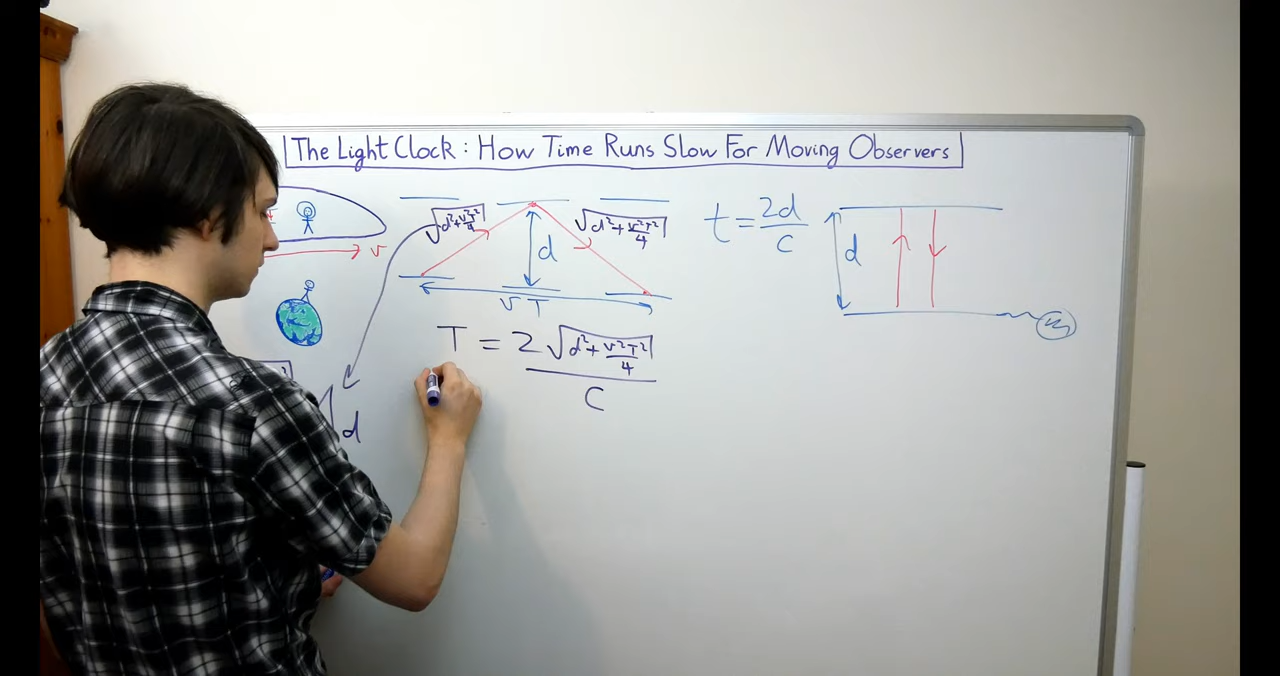 The Light Clock : How Time Runs Slow For Moving Observers
v
√(d²+v²T²/4)
√(d²+v²T²/4)
d
vT
t = 2d/c
d
T = 2√(d²+v²T²/4)/c
d